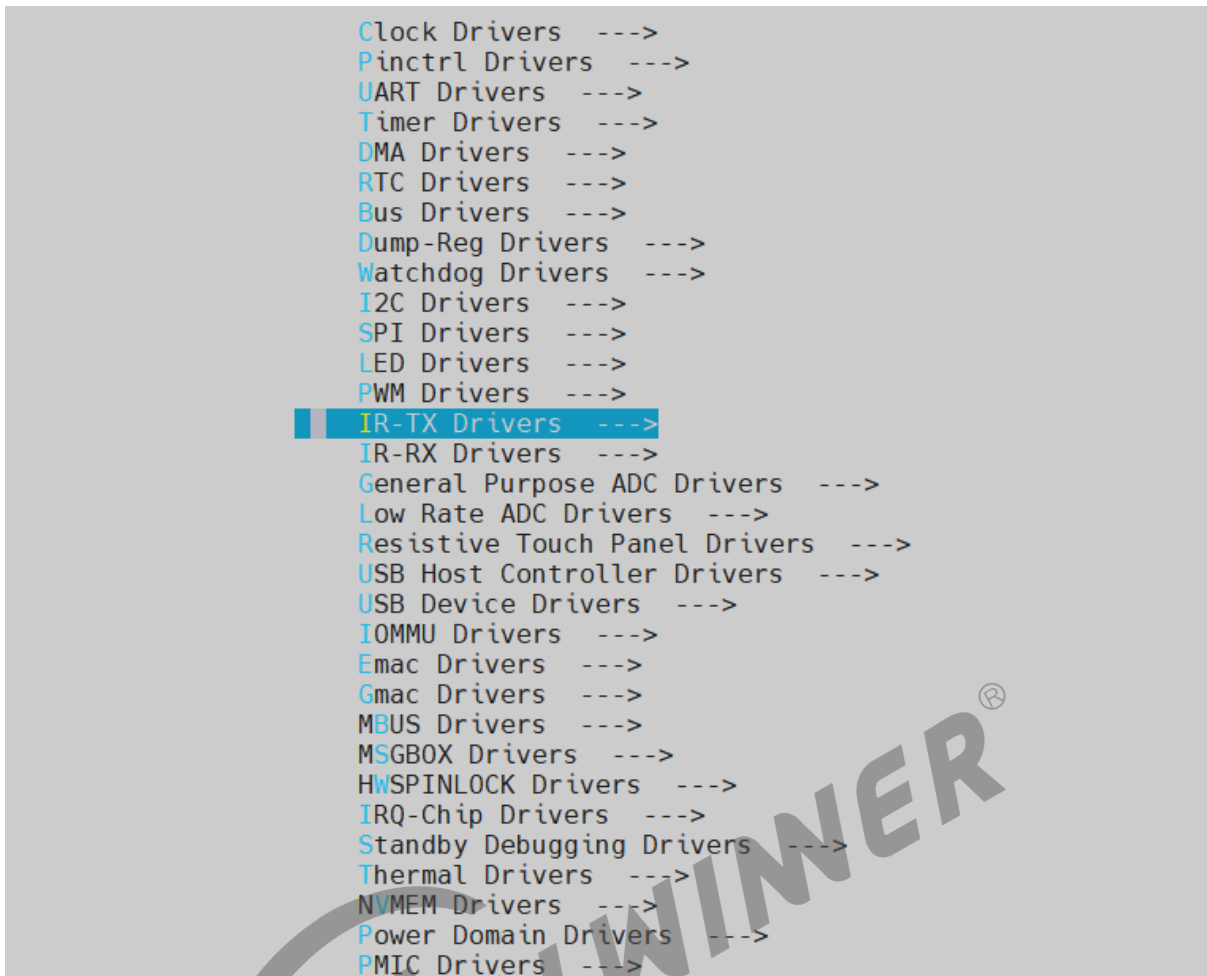 Clock Drivers  --->
Pinctrl Drivers  --->
UART Drivers  --->
Timer Drivers  --->
DMA Drivers  --->
RTC Drivers  --->
Bus Drivers  --->
Dump-Reg Drivers  --->
Watchdog Drivers  --->
I2C Drivers  --->
SPI Drivers  --->
LED Drivers  --->
PWM Drivers  --->
IR-TX Drivers  --->
IR-RX Drivers  --->
General Purpose ADC Drivers  --->
Low Rate ADC Drivers  --->
Resistive Touch Panel Drivers  --->
USB Host Controller Drivers  --->
USB Device Drivers  --->
IOMMU Drivers  --->
Emac Drivers  --->
Gmac Drivers  --->
MBUS Drivers  --->
MSGBOX Drivers  --->
HWSPINLOCK Drivers  --->
IRQ-Chip Drivers  --->
Standby Debugging Drivers  --->
Thermal Drivers  --->
NVMEM Drivers  --->
Power Domain Drivers  --->
PMIC Drivers  --->